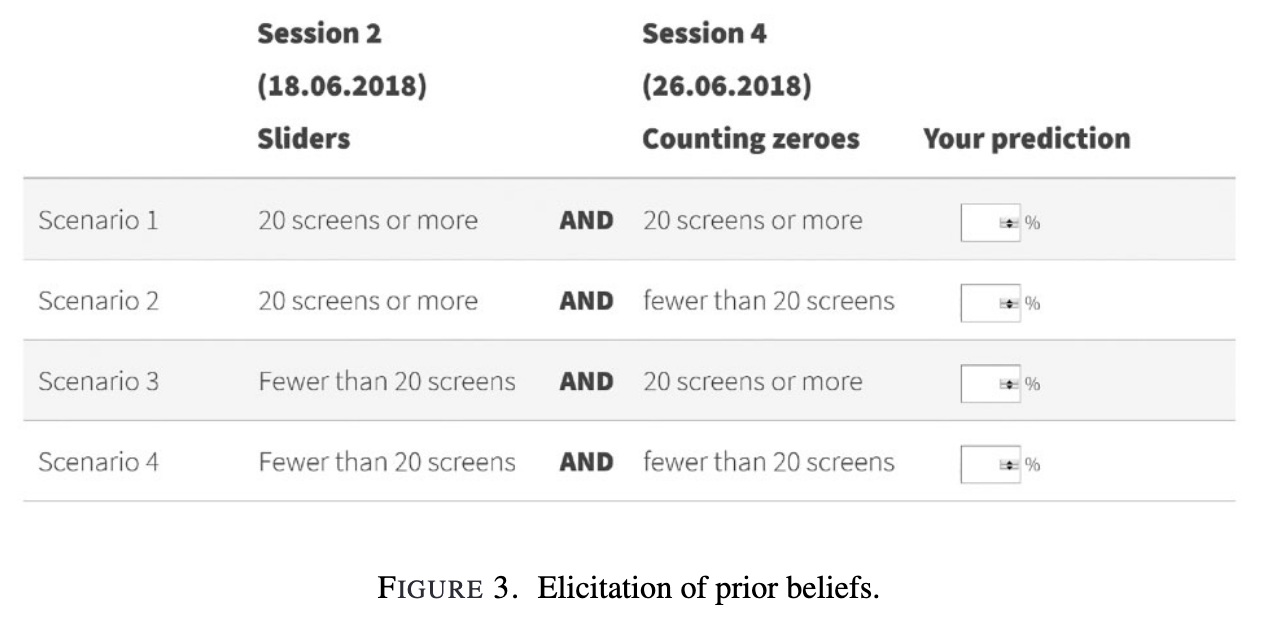 Session 2 Session 4
(18.06.2018) (26.06.2018)
Sliders Counting zeroes Your prediction
Scenario 1 20 screens or more AND 20 screens or more %
Scenario 2 20 screens or more AND fewer than 20 screens %
Scenario 3 Fewer than 20 screens AND 20 screens or more %
Scenario 4 Fewer than 20 screens AND fewer than 20 screens %
FIGURE 3. Elicitation of prior beliefs.